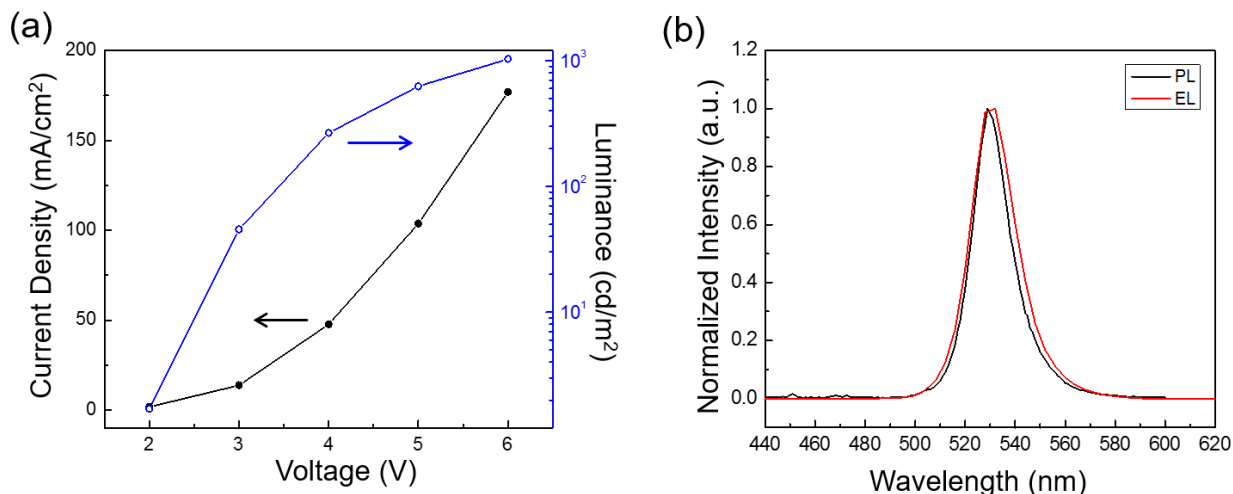 (a)
200
150
100
50
0
Current Density (mA/cm²)
2 3 4 5 6
Voltage (V)
10³
10²
10¹
Luminance (cd/m²)
(b)
1.2
1.0
0.8
0.6
0.4
0.2
0.0
Normalized Intensity (a.u.)
PL
EL
440 460 480 500 520 540 560 580 600 620
Wavelength (nm)